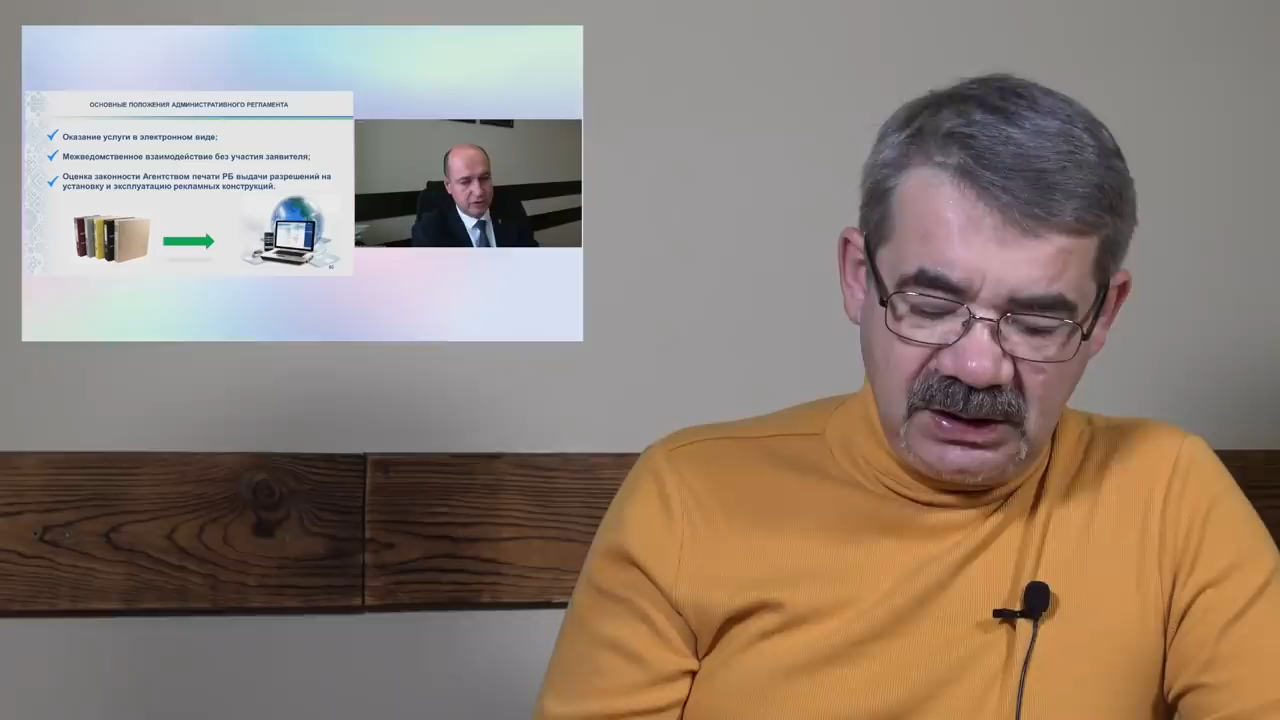 ОСНОВНЫЕ ПОЛОЖЕНИЯ АДМИНИСТРАТИВНОГО РЕГЛАМЕНТА
Оказание услуги в электронном виде;
Межведомственное взаимодействие без участия заявителя;
Оценка законности Агентством печати РБ выдачи разрешений на
установку и эксплуатацию рекламных конструкций.